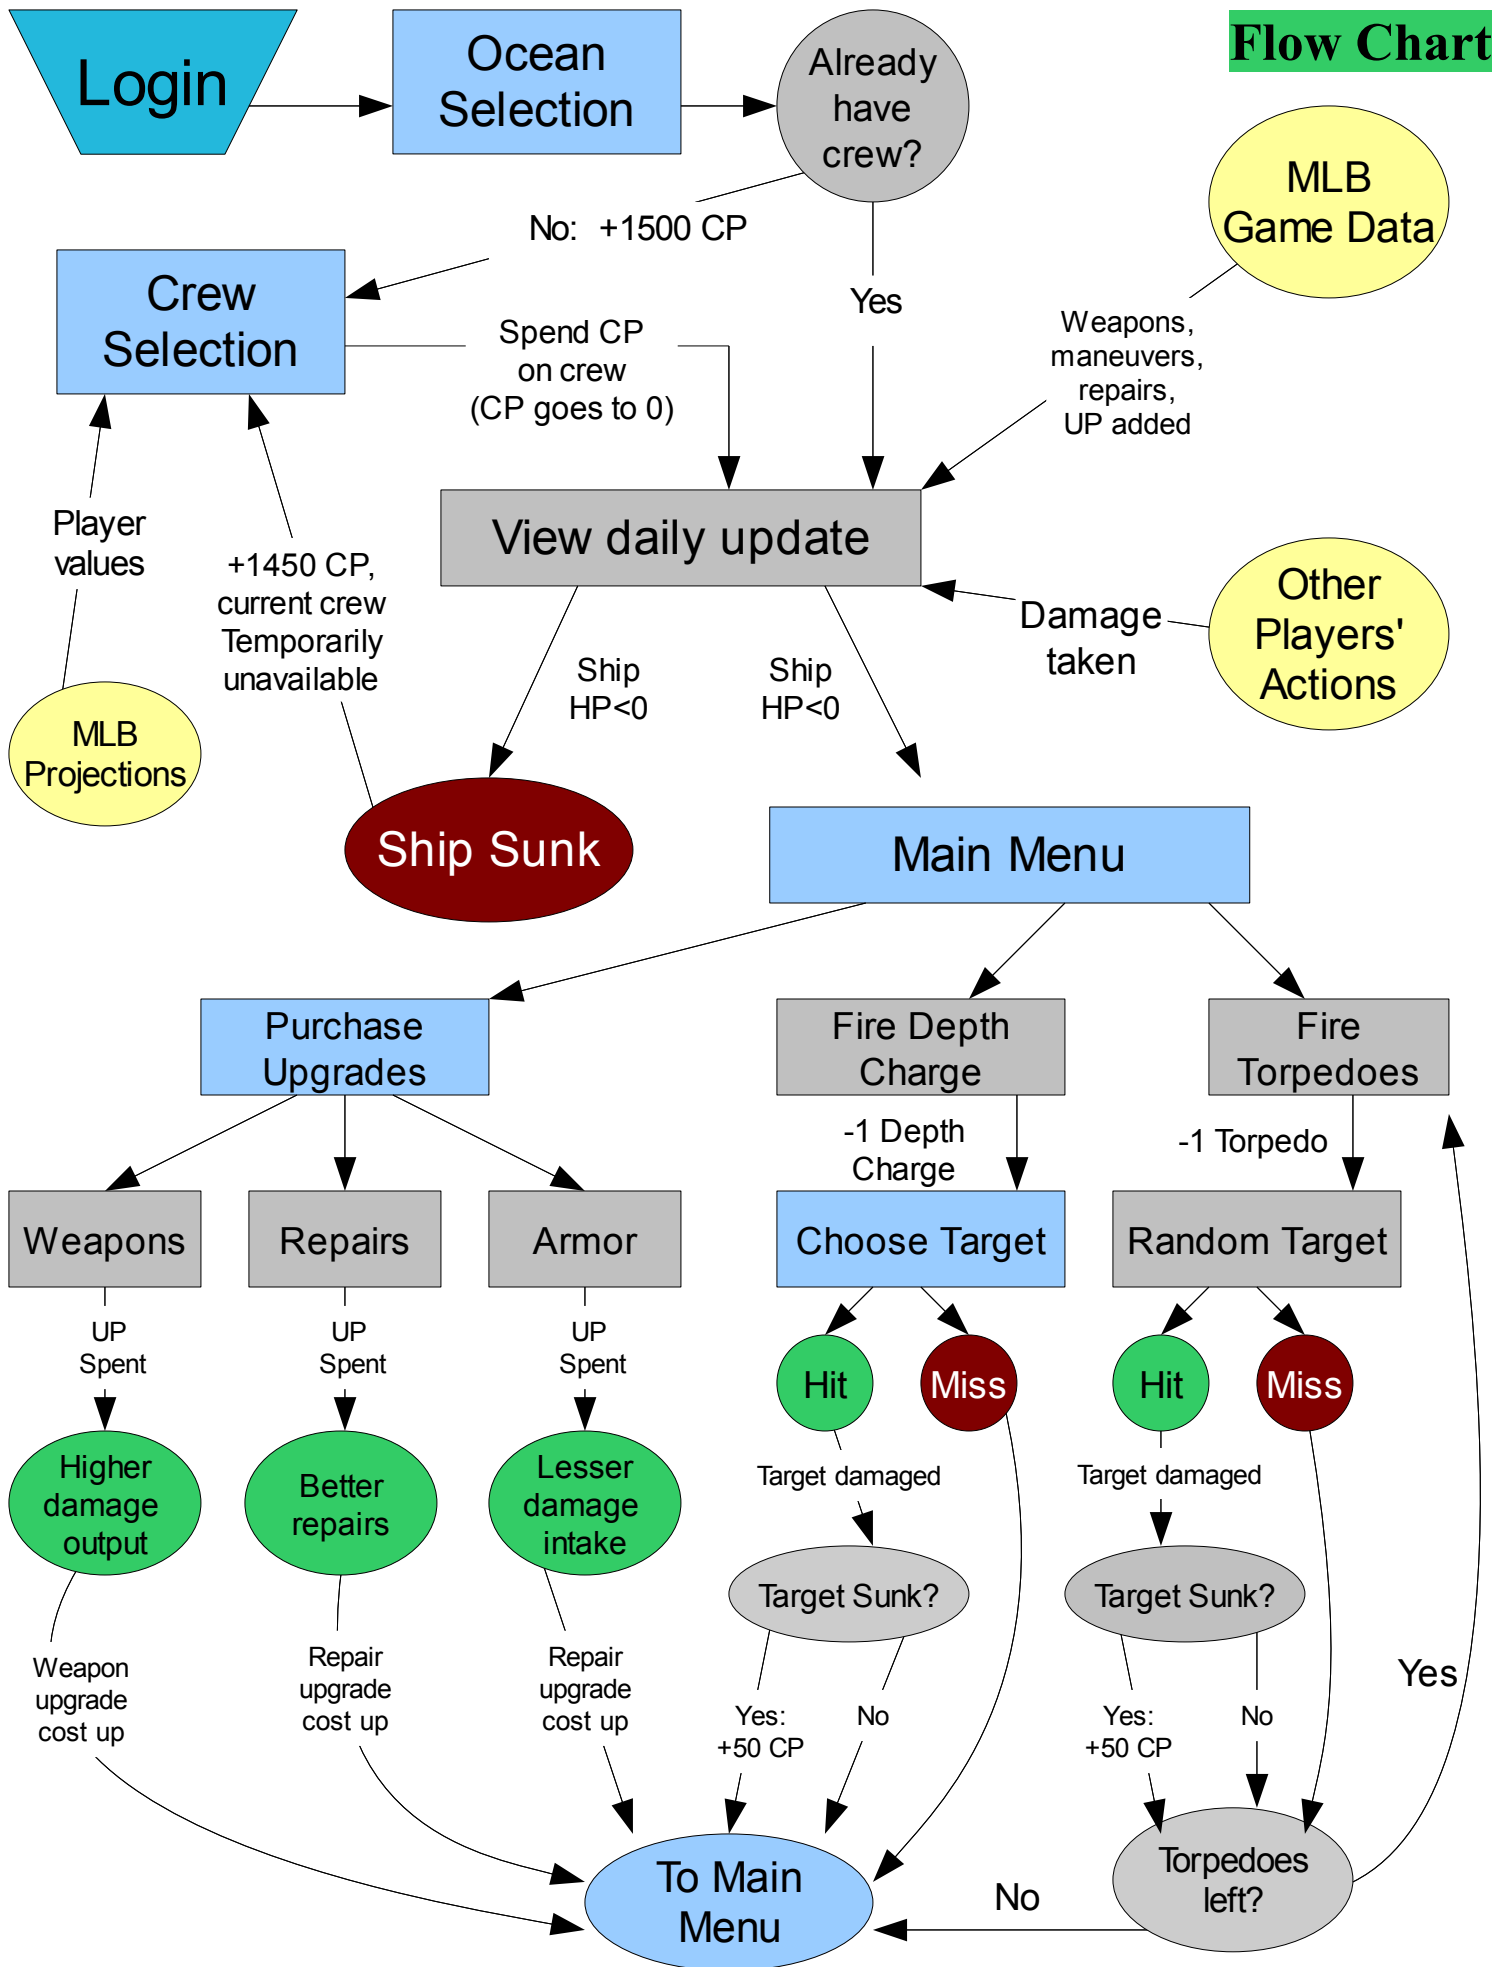 Flow Chart
Login
Ocean
Selection
Already
have
crew?
MLB
Game Data
No:  +1500 CP
Yes
Crew
Selection
Spend CP
on crew
(CP goes to 0)
Weapons,
maneuvers,
repairs,
UP added
Player
values
+1450 CP,
current crew
Temporarily
unavailable
View daily update
Other
Players'
Actions
Damage
taken
Ship
HP<0
Ship
HP<0
MLB
Projections
Ship Sunk
Main Menu
Purchase
Upgrades
Fire Depth
Charge
Fire
Torpedoes
-1 Depth
Charge
-1 Torpedo
Weapons
Repairs
Armor
Choose Target
Random Target
UP
Spent
UP
Spent
UP
Spent
Hit
Miss
Hit
Miss
Higher
damage
output
Better
repairs
Lesser
damage
intake
Target damaged
Target damaged
Target Sunk?
Target Sunk?
Weapon
upgrade
cost up
Repair
upgrade
cost up
Repair
upgrade
cost up
Yes:
+50 CP
No
Yes:
+50 CP
No
Yes
To Main
Menu
No
Torpedoes
left?